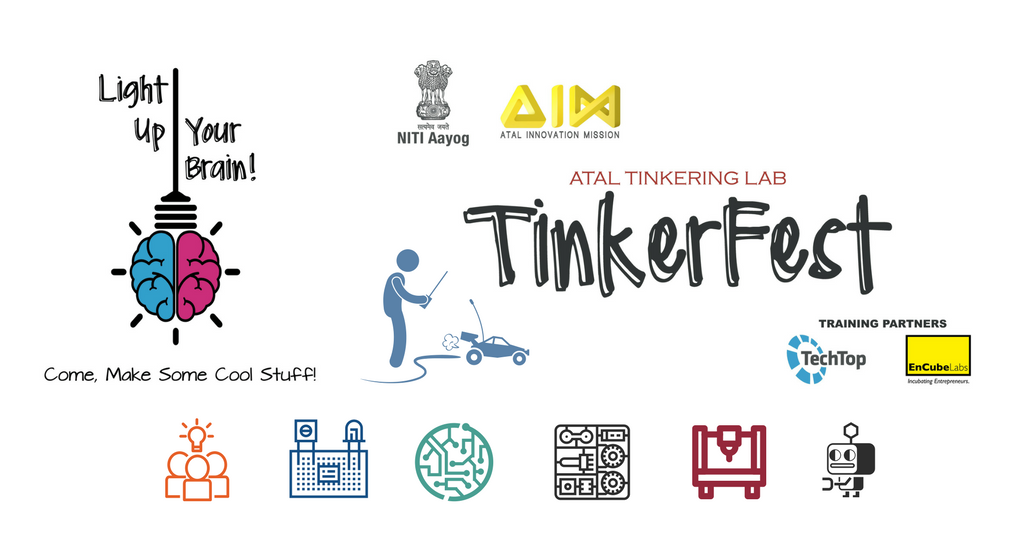 Light
Up Your
Brain!
Come, Make Some Cool Stuff!
सत्यमेव जयते
NITI Aayog
AIM
ATAL INNOVATION MISSION
ATAL TINKERING LAB
TinkerFest
TRAINING PARTNERS
TechTop
EnCubeLabs
Incubating Entrepreneurs.